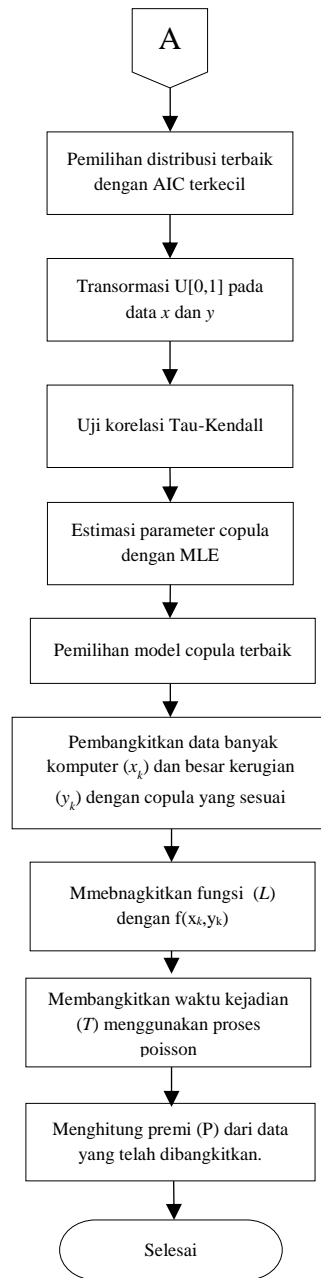 A
Pemilihan distribusi terbaik
dengan AIC terkecil
Transormasi U[0,1] pada
data x dan y
Uji korelasi Tau-Kendall
Estimasi parameter copula
dengan MLE
Pemilihan model copula terbaik
Pembangkitkan data banyak
komputer (xₖ) dan besar kerugian
(yₖ) dengan copula yang sesuai
Mmebnagkitkan fungsi (L)
dengan f(xₖ,yₖ)
Membangkitkan waktu kejadian
(T) menggunakan proses
poisson
Menghitung premi (P) dari data
yang telah dibangkitkan.
Selesai